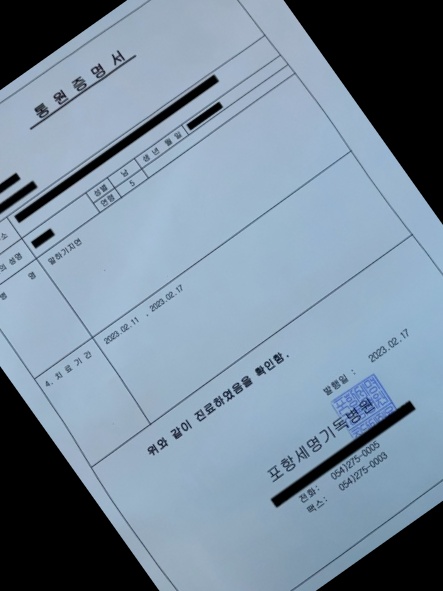 통 원 증 명 서
소
성별 남 생 년 월 일
의 성명 연령 5
병 명 말하기지연
4. 치 료 기 간 2023.02.11 , 2023.02.17
위와 같이 진료하였음을 확인함.
발행일 : 2023.02.17
포항세명기독병원
전화: 054)275-0005
팩스: 054)275-0003